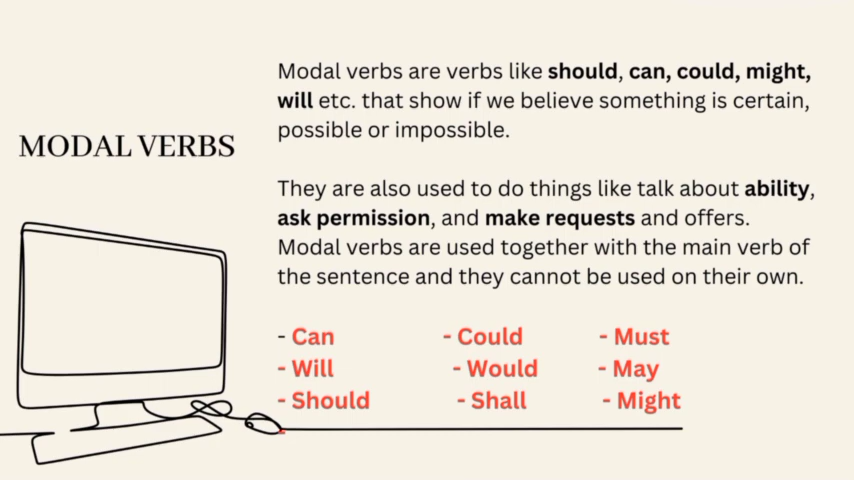 MODAL VERBS
Modal verbs are verbs like should, can, could, might,
will etc. that show if we believe something is certain,
possible or impossible.
They are also used to do things like talk about ability,
ask permission, and make requests and offers.
Modal verbs are used together with the main verb of
the sentence and they cannot be used on their own.
- Can - Could - Must
- Will - Would - May
- Should - Shall - Might